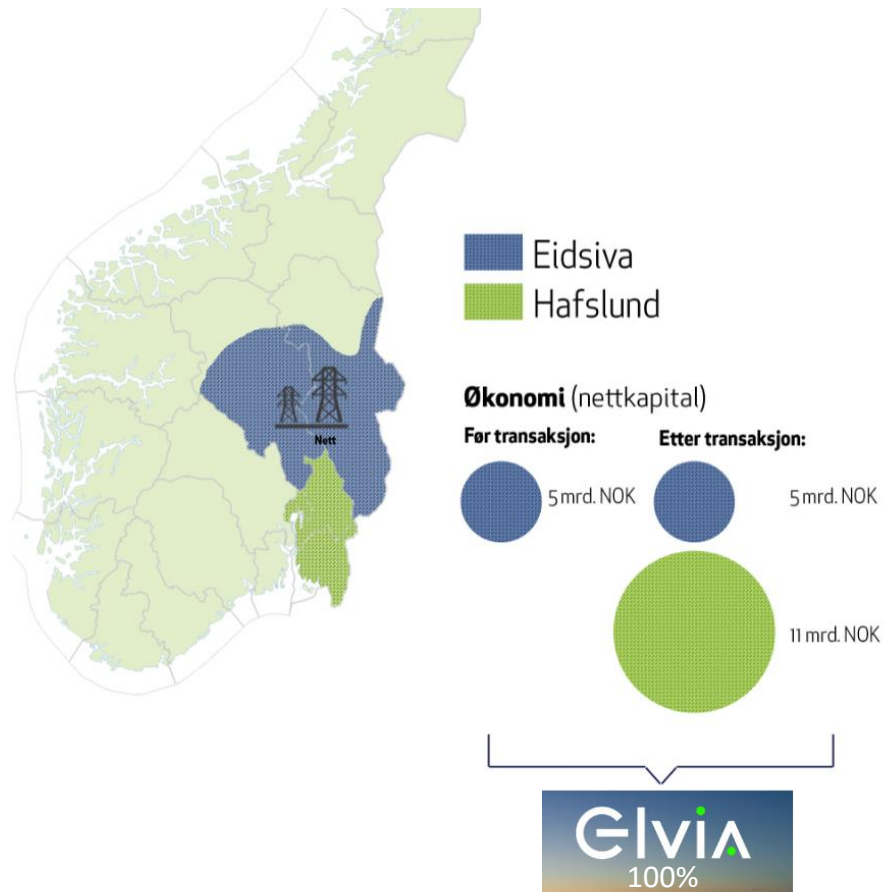 Eidsiva
Hafslund
Nett
Økonomi (nettkapital)
Før transaksjon:
Etter transaksjon:
5 mrd. NOK
5 mrd. NOK
11 mrd. NOK
Elvia
100%